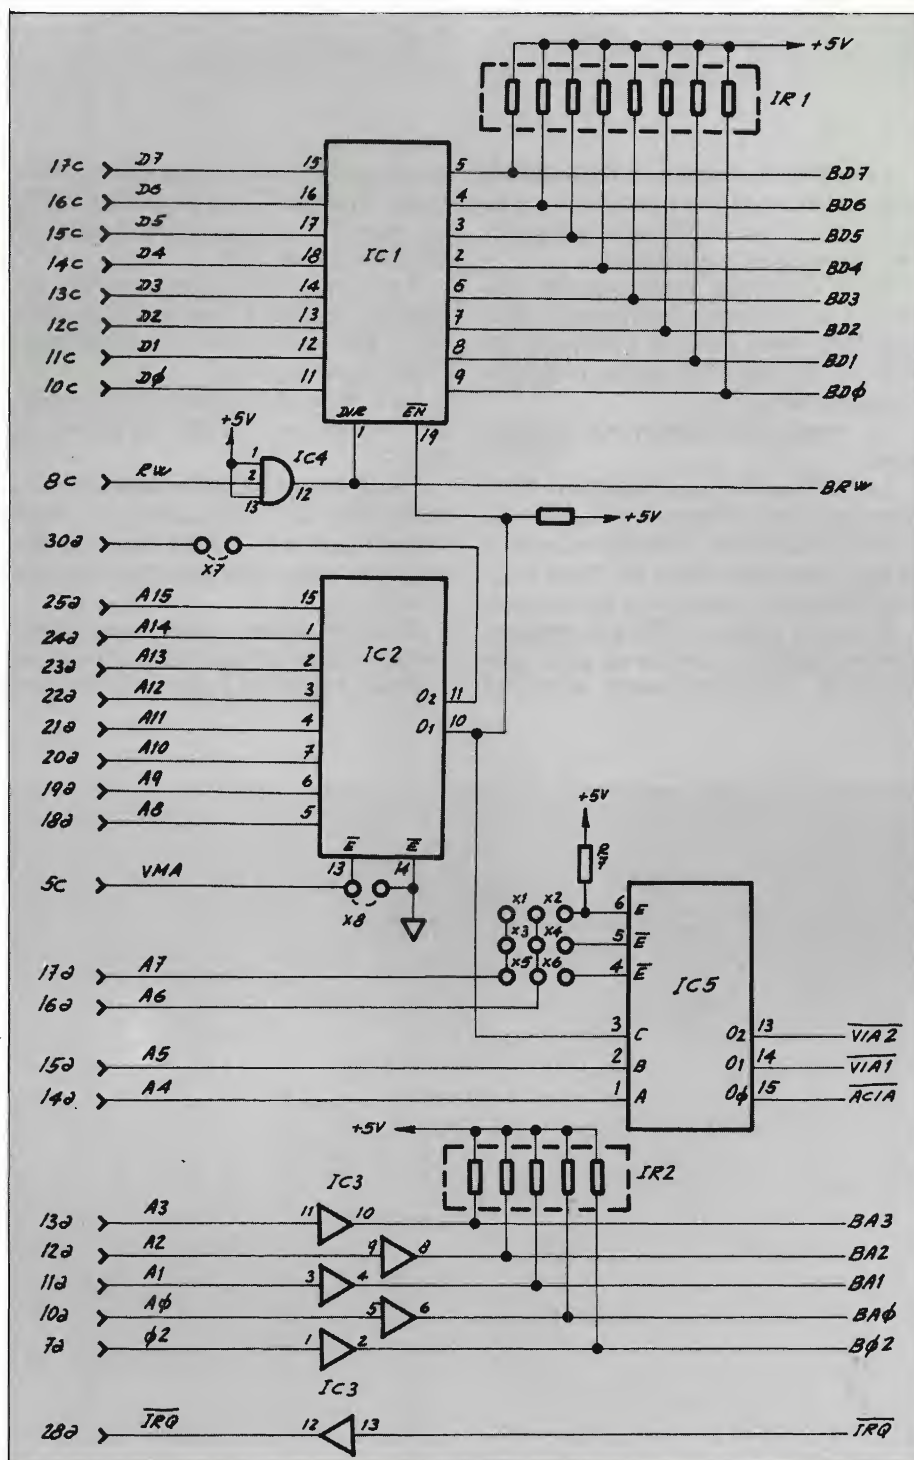 +5V
IR1
17c D7 15 5 BD7
16c D6 16 4 BD6
15c D5 17 3 BD5
IC1
14c D4 18 2 BD4
13c D3 14 6 BD3
12c D2 13 7 BD2
11c D1 12 8 BD1
10c Dϕ 11 9 BDϕ
DIR EN̅
+5V 1 19
1 IC4
8c RW 2 12 BRW
13
+5V
30a
x7
25a A15 15
24a A14 1
IC2
23a A13 2
22a A12 3 O2 11
21a A11 4 O1 10
20a A10 7
19a A9 6
18a A8 5
+5V
E̅ E̅
13 14
R7
5c VMA
x8
x1 x2 6 E
x3 x4 5 E̅
17a A7 x5 x6 4 E̅
IC5
16a A6
3 C O2 13 V̅I̅A̅2̅
15a A5 2 B O1 14 V̅I̅A̅1̅
14a A4 1 A Oϕ 15 A̅C̅I̅A̅
+5V
IR2
IC3
13a A3 11 10 BA3
12a A2 9 8 BA2
11a A1 3 4 BA1
10a Aϕ 5 6 BAϕ
7a ϕ2 1 2 Bϕ2
IC3
28a I̅R̅Q̅ 12 13 I̅R̅Q̅